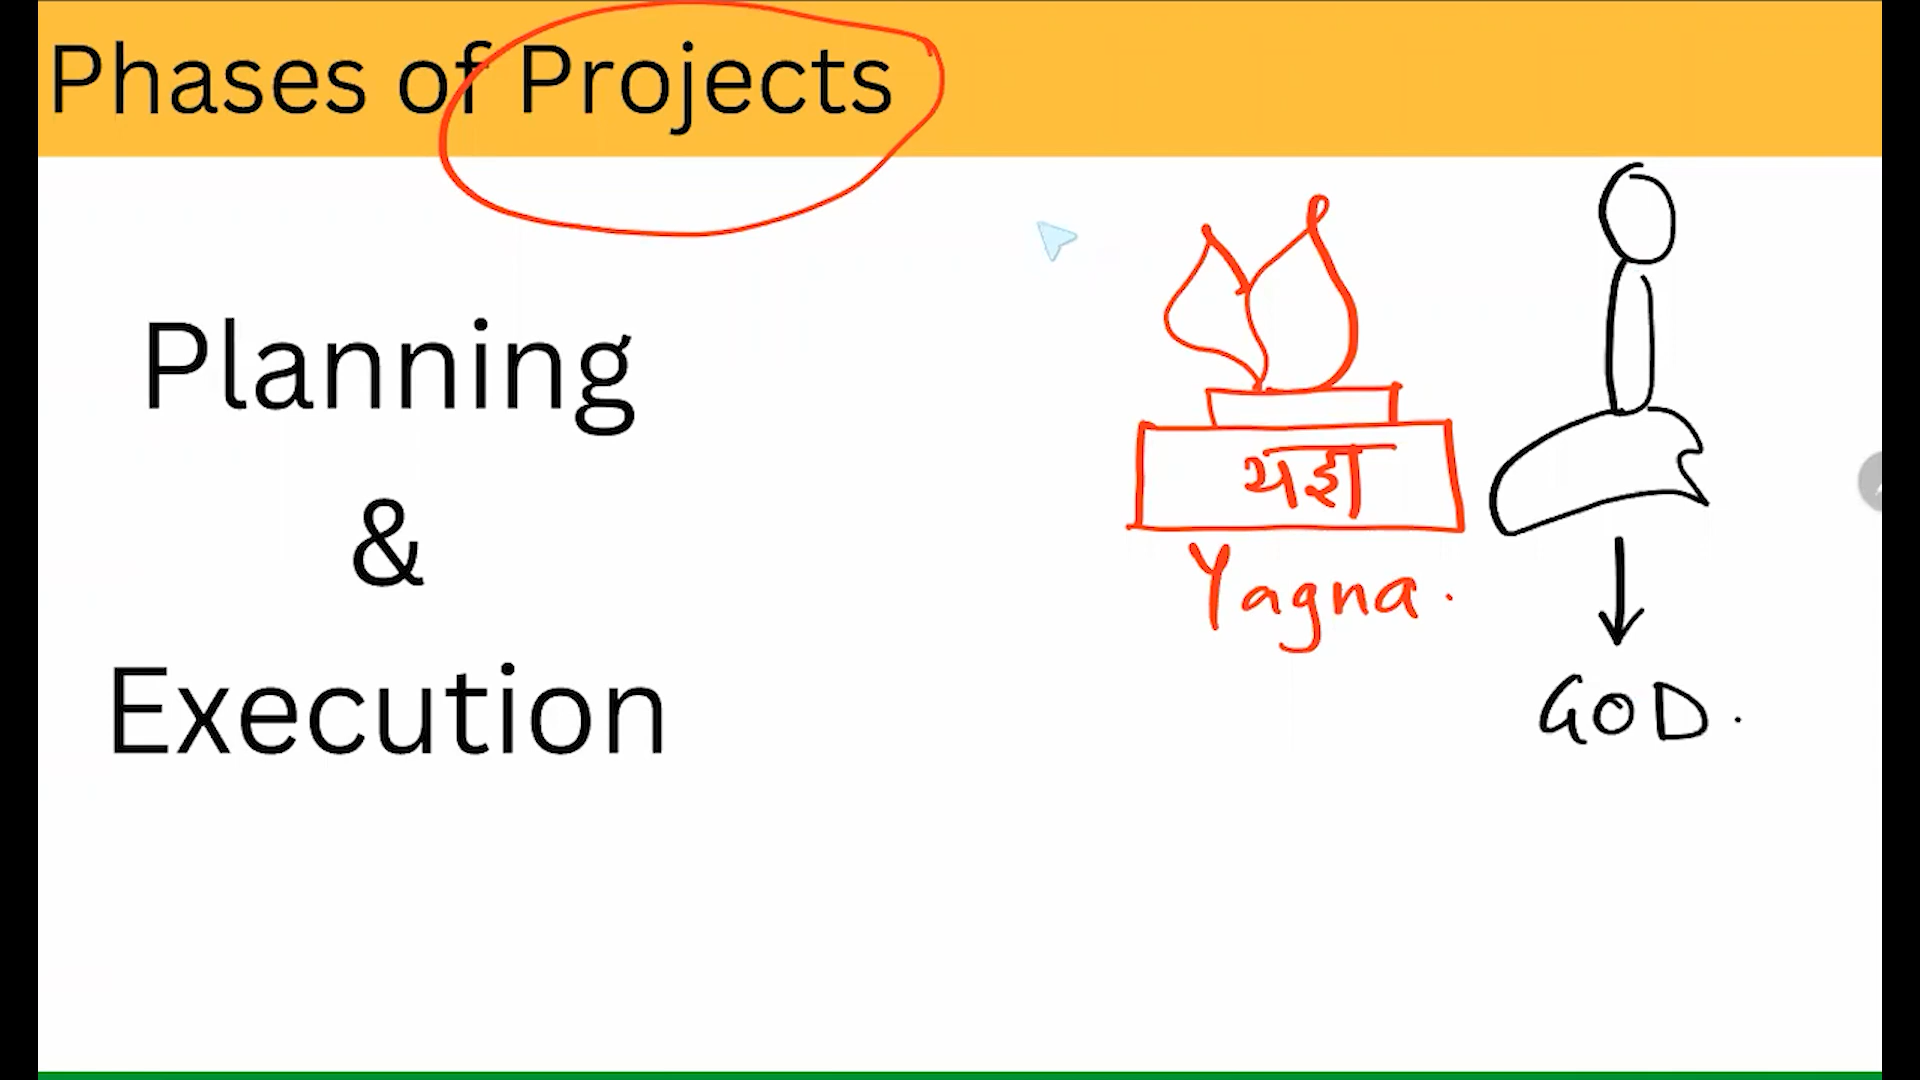 Phases of Projects
Planning
&
Execution
यज्ञ
Yagna.
GOD.